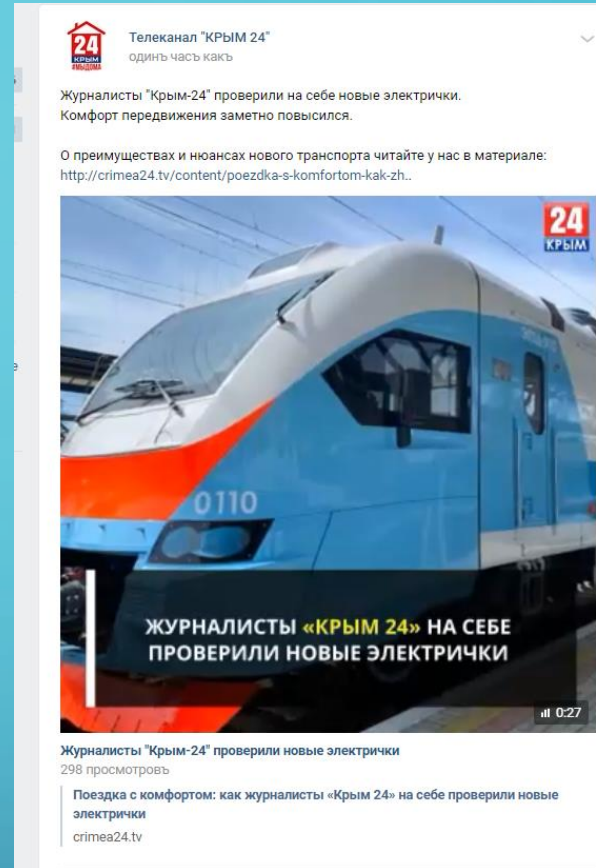 24
КРЫМ
#МЫДОМА
Телеканал "КРЫМ 24"
одинъ часъ какъ
Журналисты "Крым-24" проверили на себе новые электрички.
Комфорт передвижения заметно повысился.
О преимуществах и нюансах нового транспорта читайте у нас в материале:
http://crimea24.tv/content/poezdka-s-komfortom-kak-zh..
24
КРЫМ
0110
ЖУРНАЛИСТЫ «КРЫМ 24» НА СЕБЕ
ПРОВЕРИЛИ НОВЫЕ ЭЛЕКТРИЧКИ
0:27
Журналисты "Крым-24" проверили новые электрички
298 просмотровъ
Поездка с комфортом: как журналисты «Крым 24» на себе проверили новые
электрички
crimea24.tv